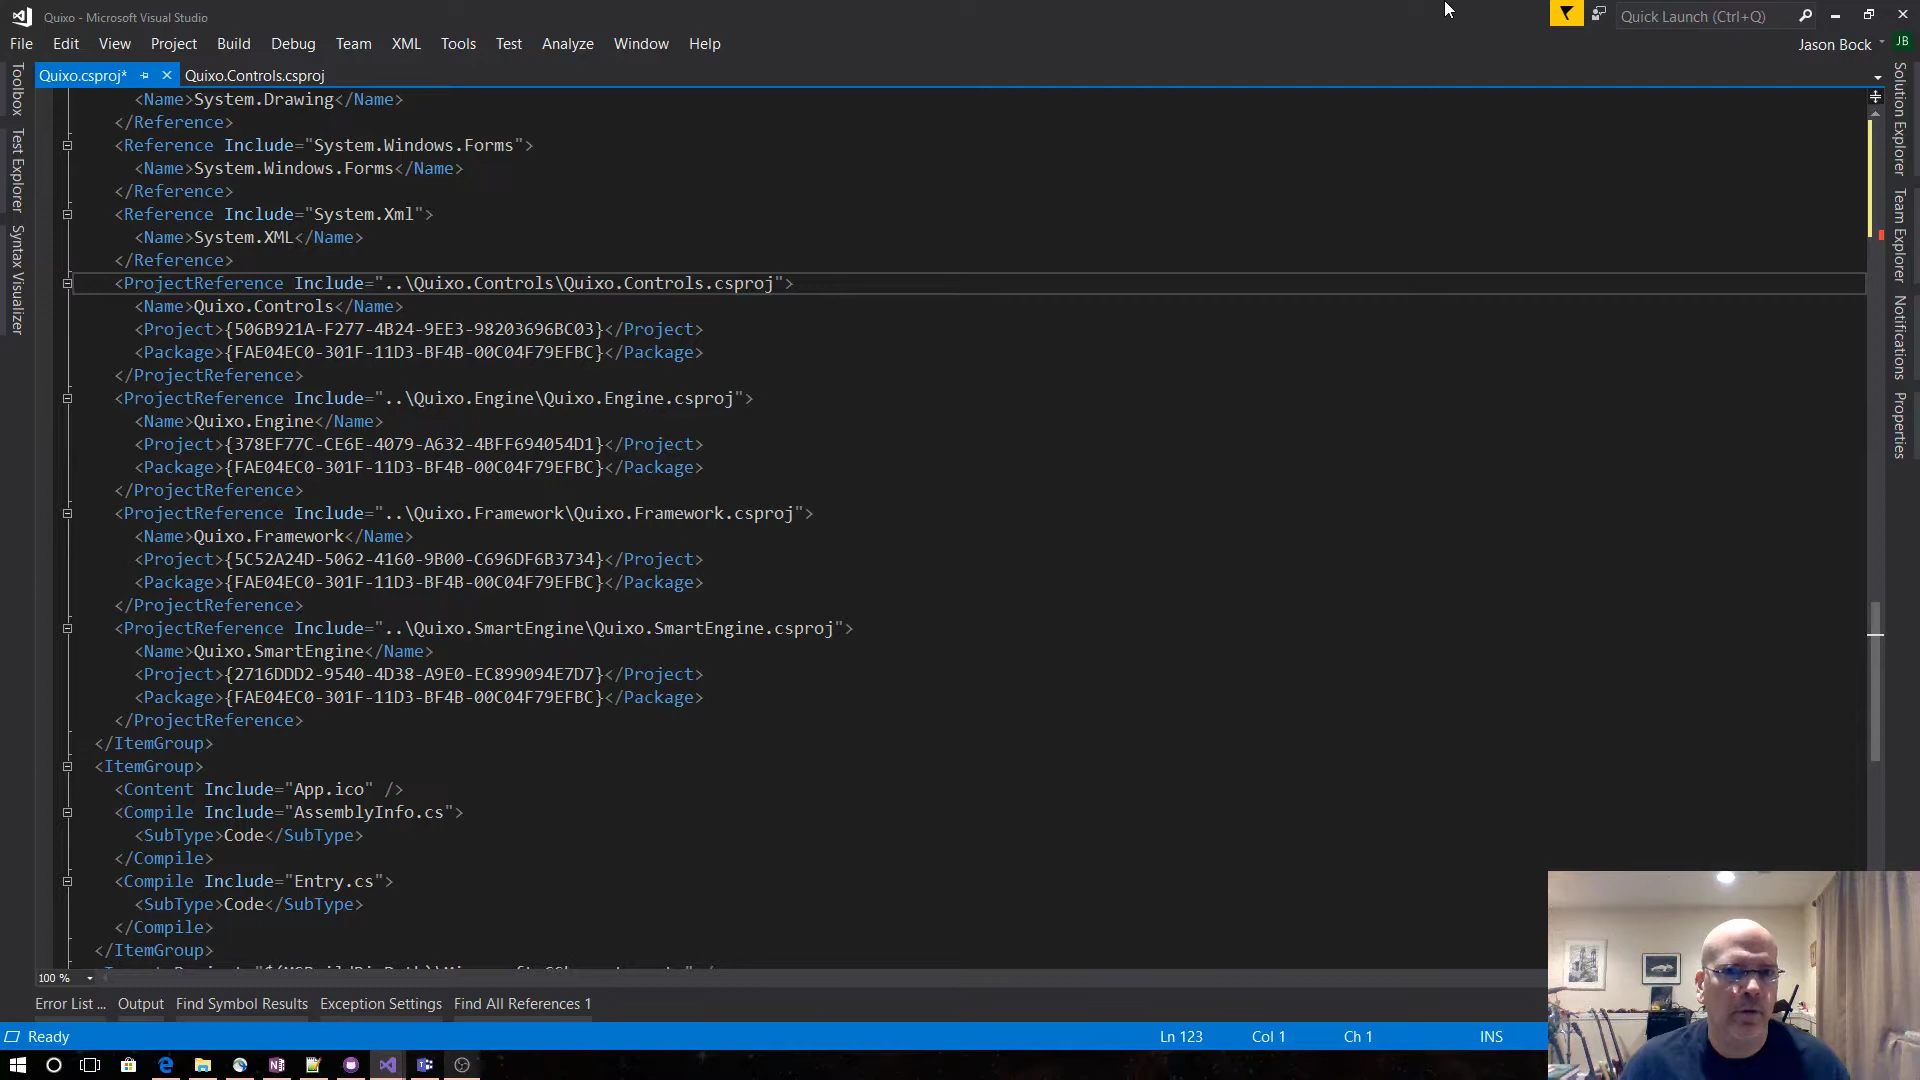 Quixo - Microsoft Visual Studio
Quick Launch (Ctrl+Q)
File Edit View Project Build Debug Team XML Tools Test Analyze Window Help
Jason Bock JB
Quixo.csproj* Quixo.Controls.csproj
Toolbox
Test Explorer
Syntax Visualizer
<Name>System.Drawing</Name>
</Reference>
<Reference Include="System.Windows.Forms">
<Name>System.Windows.Forms</Name>
</Reference>
<Reference Include="System.Xml">
<Name>System.XML</Name>
</Reference>
<ProjectReference Include="..\Quixo.Controls\Quixo.Controls.csproj">
<Name>Quixo.Controls</Name>
<Project>{506B921A-F277-4B24-9EE3-98203696BC03}</Project>
<Package>{FAE04EC0-301F-11D3-BF4B-00C04F79EFBC}</Package>
</ProjectReference>
<ProjectReference Include="..\Quixo.Engine\Quixo.Engine.csproj">
<Name>Quixo.Engine</Name>
<Project>{378EF77C-CE6E-4079-A632-4BFF694054D1}</Project>
<Package>{FAE04EC0-301F-11D3-BF4B-00C04F79EFBC}</Package>
</ProjectReference>
<ProjectReference Include="..\Quixo.Framework\Quixo.Framework.csproj">
<Name>Quixo.Framework</Name>
<Project>{5C52A24D-5062-4160-9B00-C696DF6B3734}</Project>
<Package>{FAE04EC0-301F-11D3-BF4B-00C04F79EFBC}</Package>
</ProjectReference>
<ProjectReference Include="..\Quixo.SmartEngine\Quixo.SmartEngine.csproj">
<Name>Quixo.SmartEngine</Name>
<Project>{2716DDD2-9540-4D38-A9E0-EC899094E7D7}</Project>
<Package>{FAE04EC0-301F-11D3-BF4B-00C04F79EFBC}</Package>
</ProjectReference>
</ItemGroup>
<ItemGroup>
<Content Include="App.ico" />
<Compile Include="AssemblyInfo.cs">
<SubType>Code</SubType>
</Compile>
<Compile Include="Entry.cs">
<SubType>Code</SubType>
</Compile>
</ItemGroup>
Solution Explorer
Team Explorer
Notifications
Properties
100 %
Error List ... Output Find Symbol Results Exception Settings Find All References 1
Ready Ln 123 Col 1 Ch 1 INS